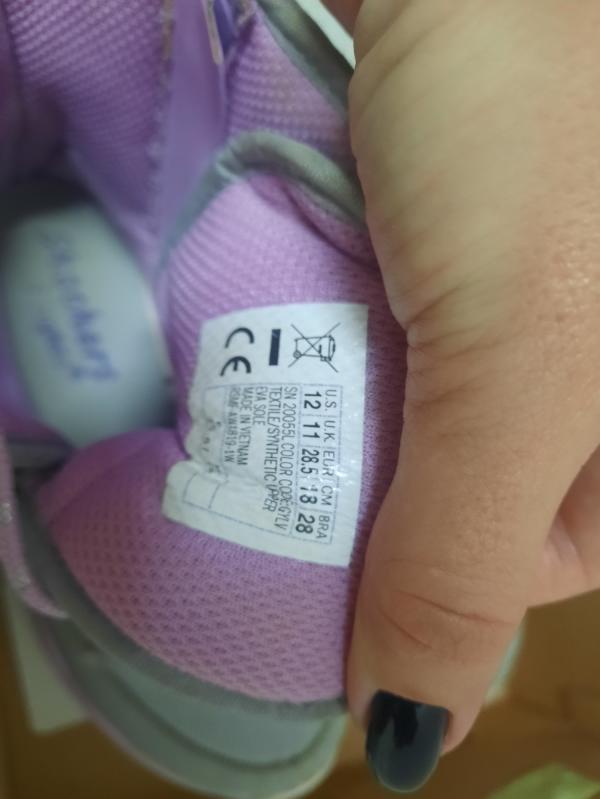 CE
U.S. U.K EUR CM BRA
12 11 28.5 18 28
SN 20055L COLOR CODE:GYLV
TEXTILE/SYNTHETIC UPPER
EVA SOLE
MADE IN VIETNAM
Skechers